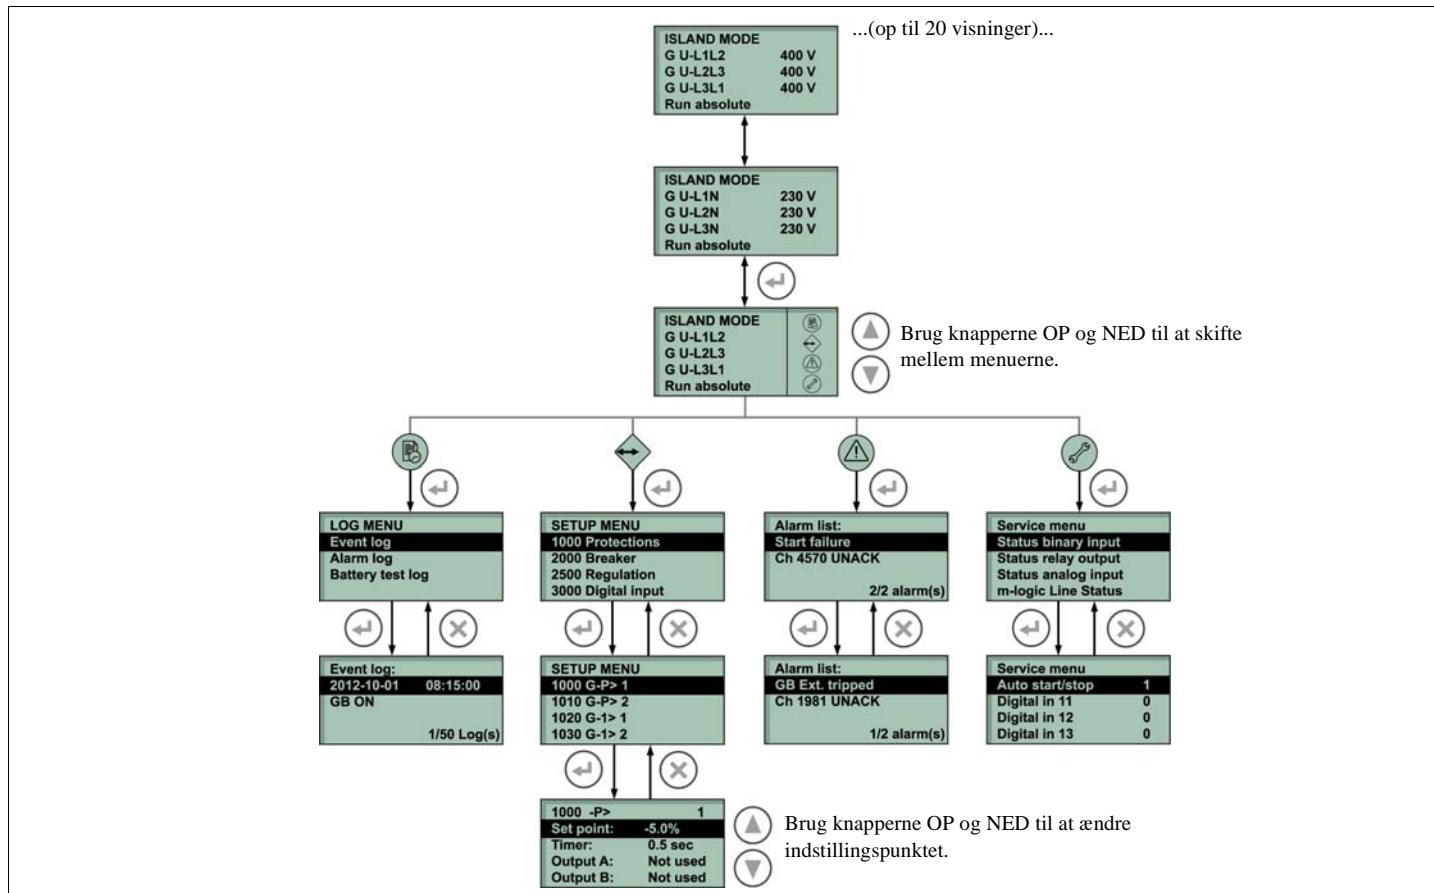 ISLAND MODE
G U-L1L2 400 V
G U-L2L3 400 V
G U-L3L1 400 V
Run absolute
...(op til 20 visninger)...
ISLAND MODE
G U-L1N 230 V
G U-L2N 230 V
G U-L3N 230 V
Run absolute
ISLAND MODE
G U-L1L2
G U-L2L3
G U-L3L1
Run absolute
Brug knapperne OP og NED til at skifte
mellem menuerne.
LOG MENU
Event log
Alarm log
Battery test log
SETUP MENU
1000 Protections
2000 Breaker
2500 Regulation
3000 Digital input
Alarm list:
Start failure
Ch 4570 UNACK
2/2 alarm(s)
Service menu
Status binary input
Status relay output
Status analog input
m-logic Line Status
Event log:
2012-10-01 08:15:00
GB ON
1/50 Log(s)
SETUP MENU
1000 G-P> 1
1010 G-P> 2
1020 G-1> 1
1030 G-1> 2
Alarm list:
GB Ext. tripped
Ch 1981 UNACK
1/2 alarm(s)
Service menu
Auto start/stop 1
Digital in 11 0
Digital in 12 0
Digital in 13 0
1000 -P> 1
Set point: -5.0%
Timer: 0.5 sec
Output A: Not used
Output B: Not used
Brug knapperne OP og NED til at ændre
indstillingspunktet.